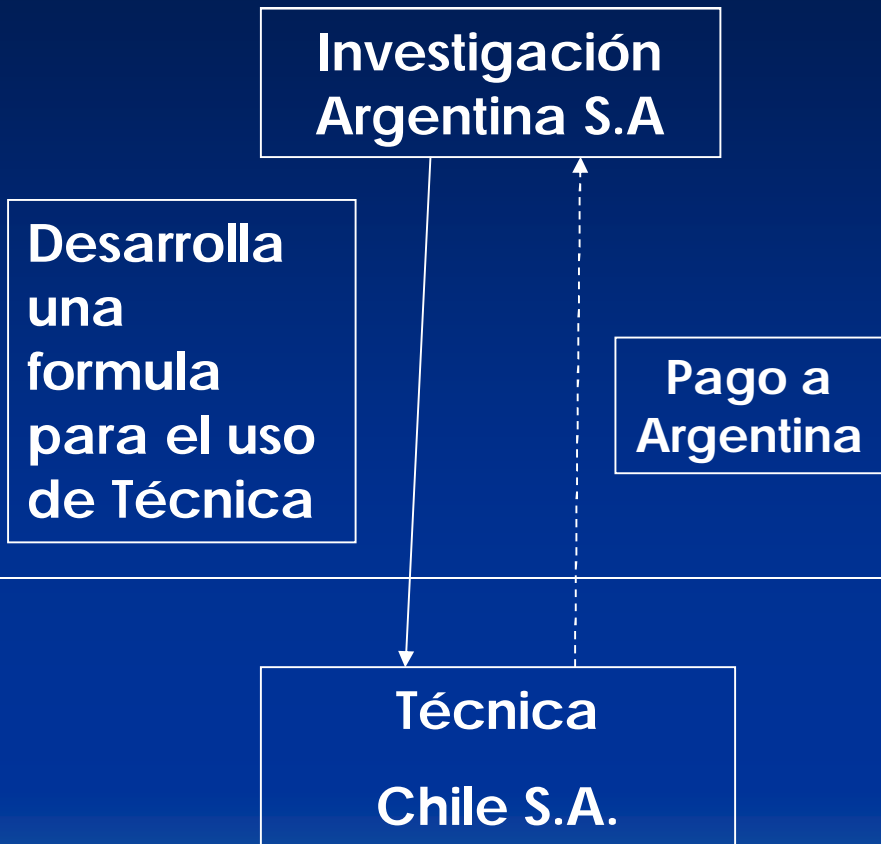 Investigación
Argentina S.A
Desarrolla
una
formula
para el uso
de Técnica
Pago a
Argentina
Técnica
Chile S.A.